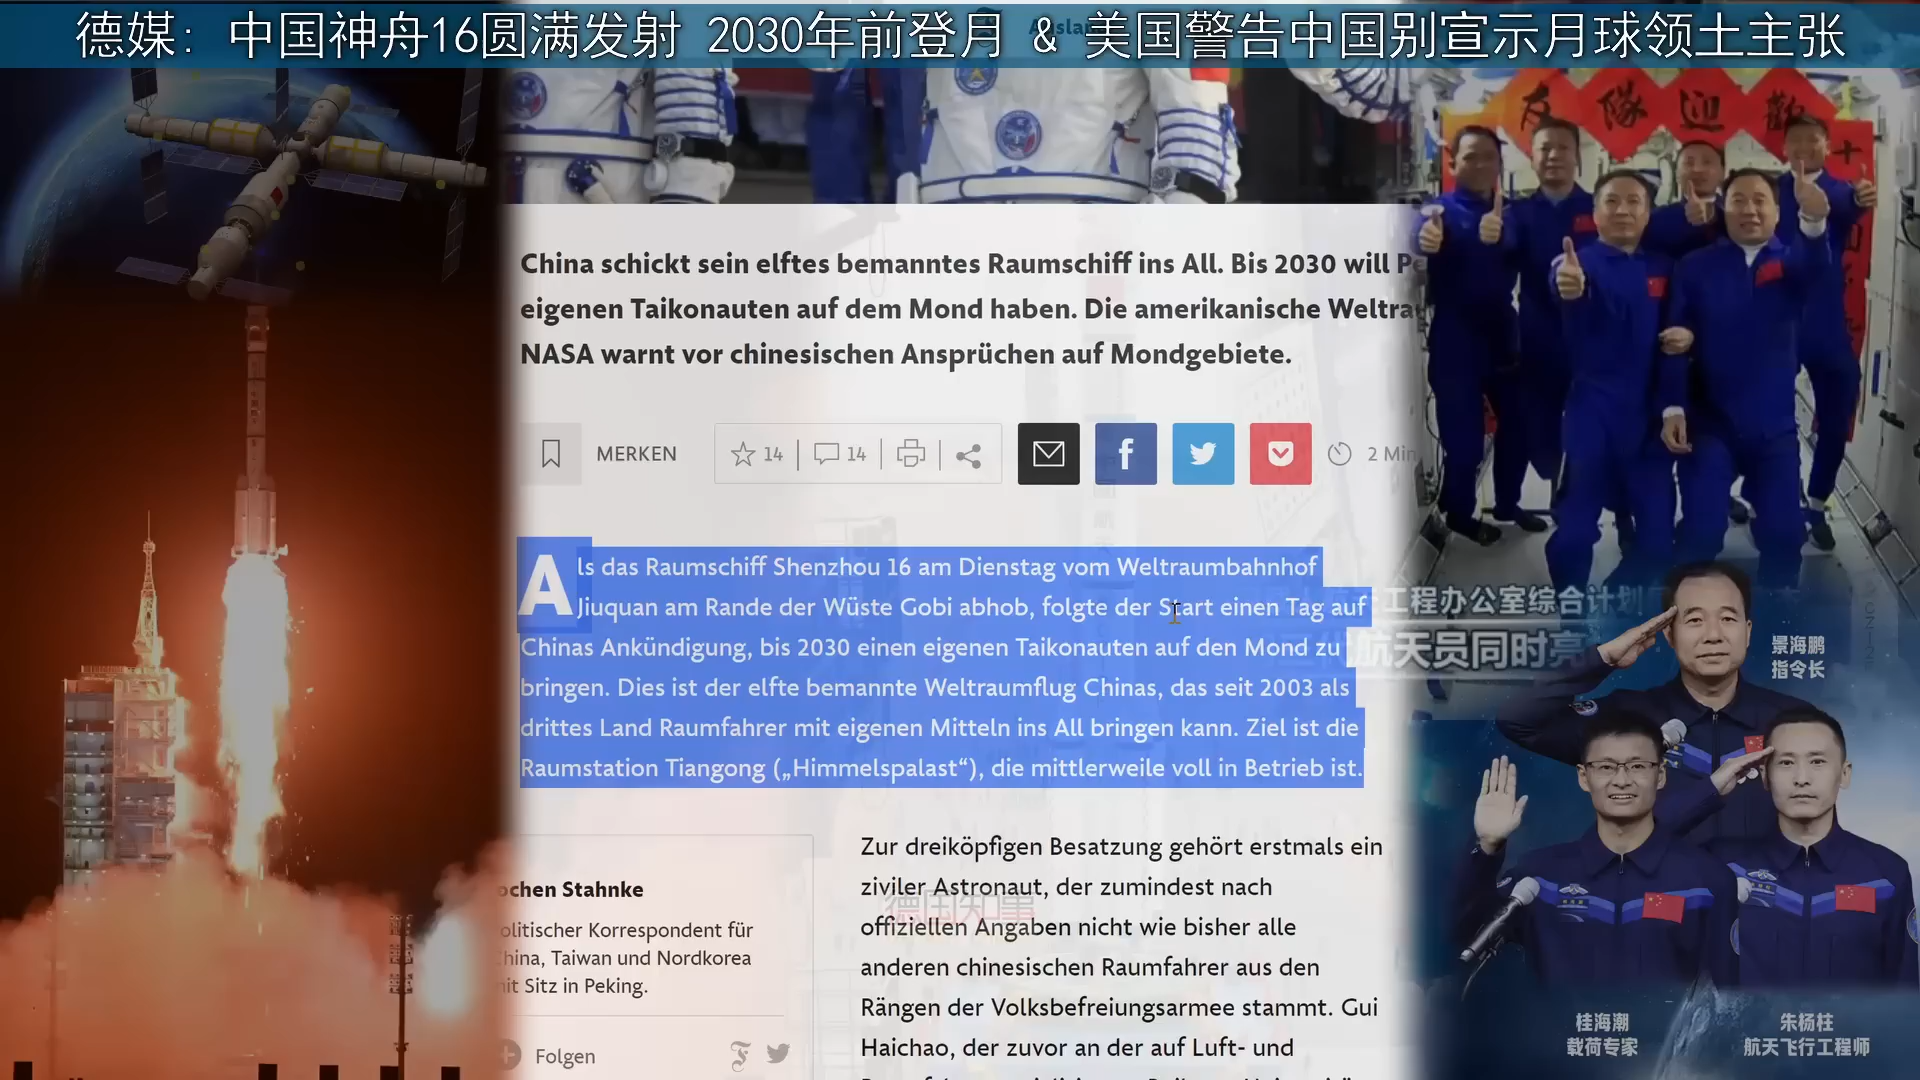 德媒: 中国神舟16圆满发射 2030年前登月 & 美国警告中国别宣示月球领土主张
友隊迎歡
China schickt sein elftes bemanntes Raumschiff ins All. Bis 2030 will
eigenen Taikonauten auf dem Mond haben. Die amerikanische
NASA warnt vor chinesischen Ansprüchen auf Mondgebiete.
MERKEN
14
14
2 Min
Als das Raumschiff Shenzhou 16 am Dienstag vom Weltraumbahnhof
Jiuquan am Rande der Wüste Gobi abhob, folgte der Start einen Tag auf
Chinas Ankündigung, bis 2030 einen eigenen Taikonauten auf den Mond zu
bringen. Dies ist der elfte bemannte Weltraumflug Chinas, das seit 2003 als
drittes Land Raumfahrer mit eigenen Mitteln ins All bringen kann. Ziel ist die
Raumstation Tiangong („Himmelspalast“), die mittlerweile voll in Betrieb ist.
工程办公室综合计划
航天员同时亮
景海鹏
指令长
ochen Stahnke
olitischer Korrespondent für
hina, Taiwan und Nordkorea
it Sitz in Peking.
Folgen
Zur dreiköpfigen Besatzung gehört erstmals ein
ziviler Astronaut, der zumindest nach
德国知事
offiziellen Angaben nicht wie bisher alle
anderen chinesischen Raumfahrer aus den
Rängen der Volksbefreiungsarmee stammt. Gui
Haichao, der zuvor an der auf Luft- und
桂海潮
载荷专家
朱杨柱
航天飞行工程师